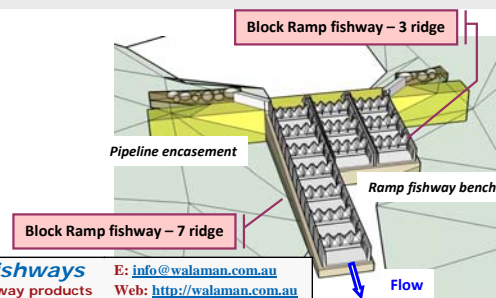 Block Ramp fishway – 3 ridge
Pipeline encasement
Ramp fishway bench
Block Ramp fishway – 7 ridge
Flow
ishways
way products
E: info@walaman.com.au
Web: http://walaman.com.au